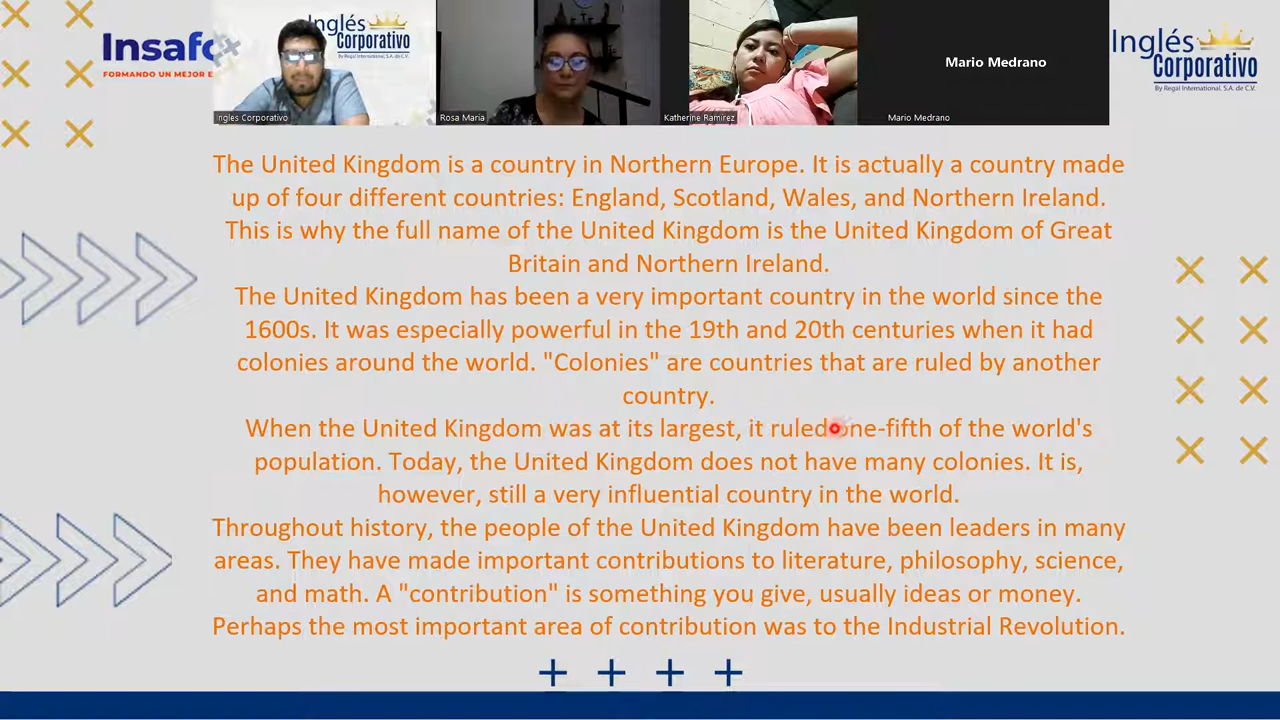 Insafo
FORMANDO UN MEJOR E
Inglés
Corporativo
By Regal International, S.A. de C.V.
Ingles Corporativo
Rosa Maria
Katherine Ramirez
Mario Medrano
Mario Medrano
Inglés
Corporativo
By Regal International, S.A. de C.V.
The United Kingdom is a country in Northern Europe. It is actually a country made
up of four different countries: England, Scotland, Wales, and Northern Ireland.
This is why the full name of the United Kingdom is the United Kingdom of Great
Britain and Northern Ireland.
The United Kingdom has been a very important country in the world since the
1600s. It was especially powerful in the 19th and 20th centuries when it had
colonies around the world. "Colonies" are countries that are ruled by another
country.
When the United Kingdom was at its largest, it ruled one-fifth of the world's
population. Today, the United Kingdom does not have many colonies. It is,
however, still a very influential country in the world.
Throughout history, the people of the United Kingdom have been leaders in many
areas. They have made important contributions to literature, philosophy, science,
and math. A "contribution" is something you give, usually ideas or money.
Perhaps the most important area of contribution was to the Industrial Revolution.